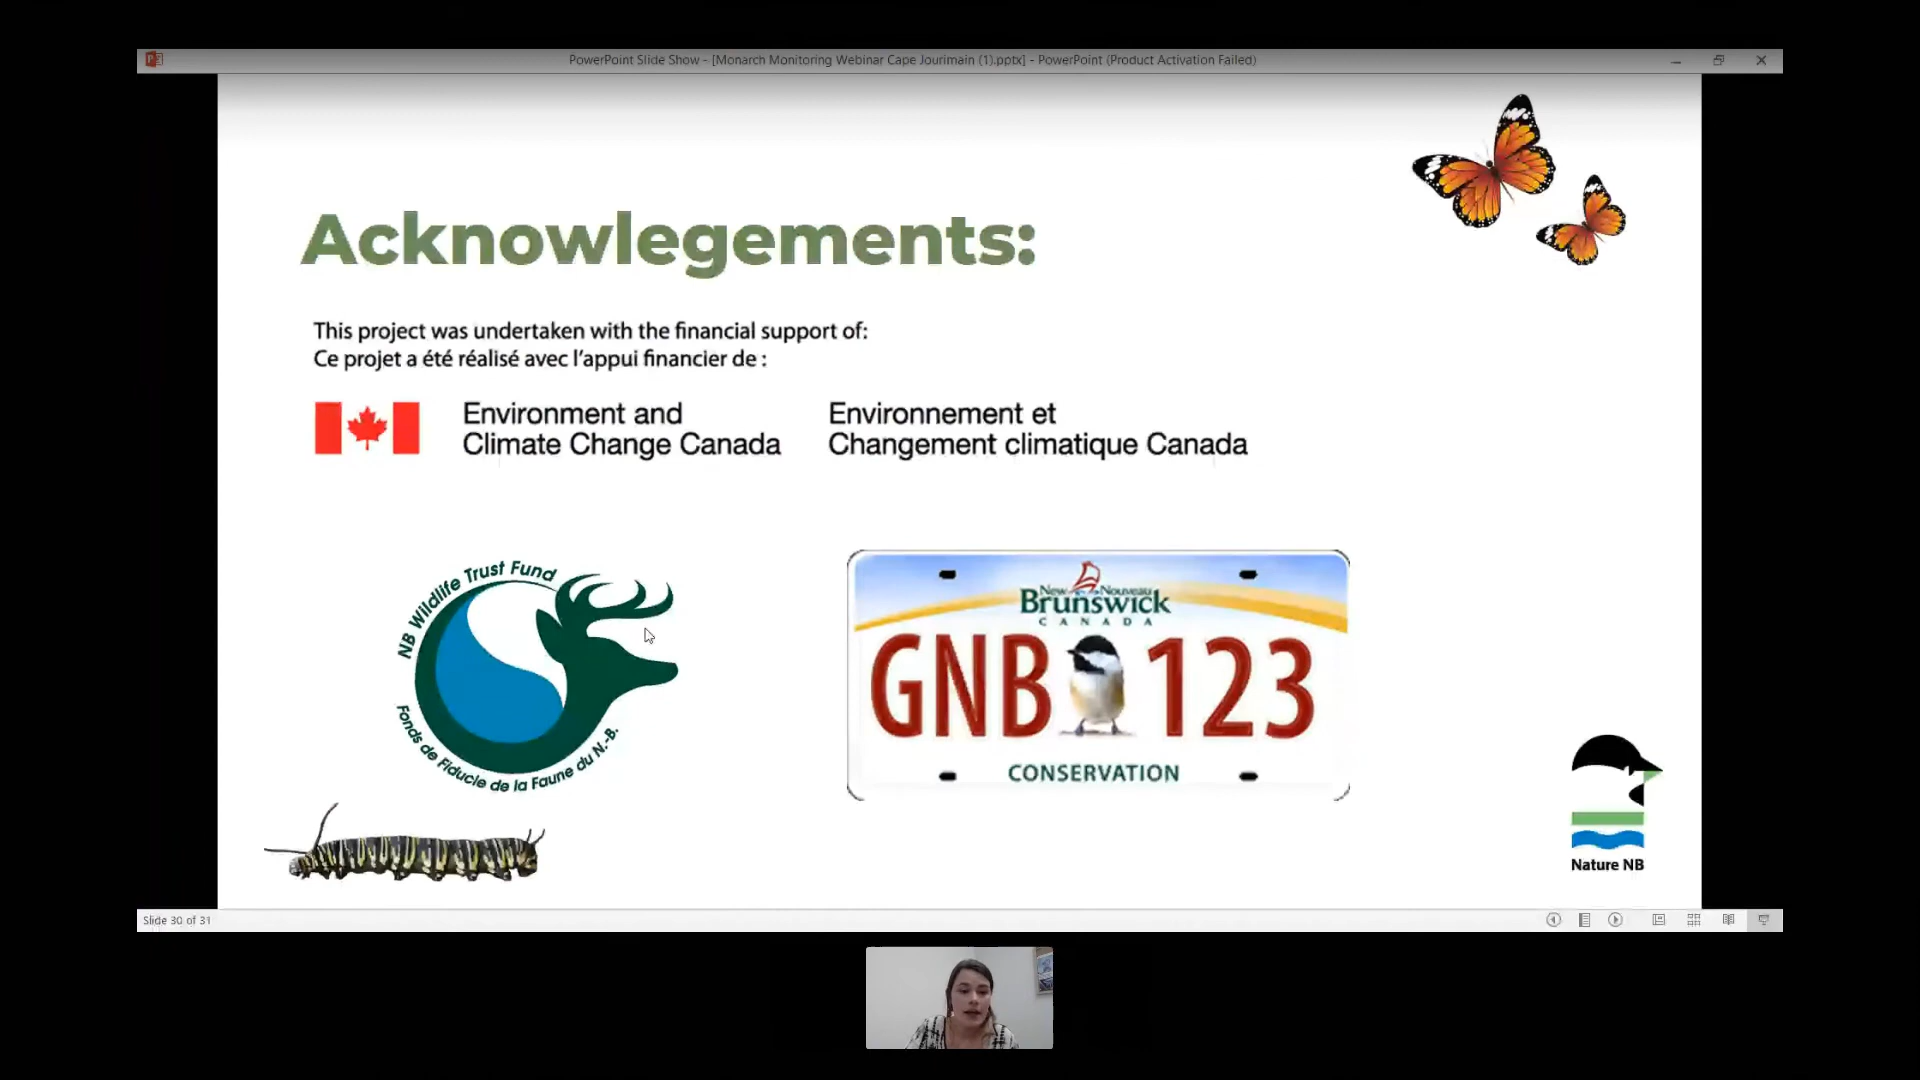 PowerPoint Slide Show - [Monarch Monitoring Webinar Cape Jourimain (1).pptx] - PowerPoint (Product Activation Failed)
Acknowlegements:
This project was undertaken with the financial support of:
Ce projet a été réalisé avec l'appui financier de :
Environment and
Climate Change Canada
Environnement et
Changement climatique Canada
NB Wildlife Trust Fund
Fonds de Fiducie de la Faune du N.-B.
New Nouveau
Brunswick
CANADA
GNB 123
CONSERVATION
Nature NB
Slide 30 of 31